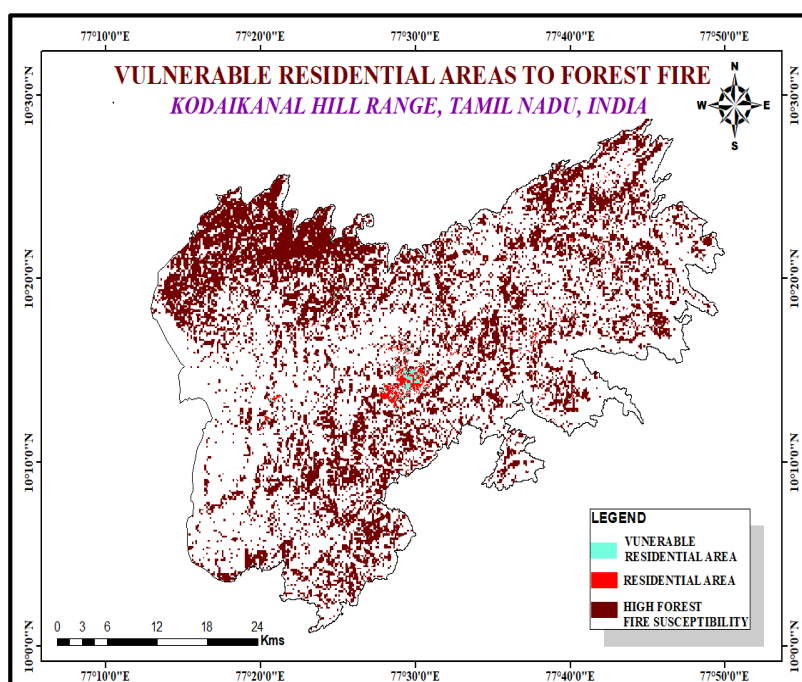 77°10'0"E 77°20'0"E 77°30'0"E 77°40'0"E 77°50'0"E
VULNERABLE RESIDENTIAL AREAS TO FOREST FIRE
KODAIKANAL HILL RANGE, TAMIL NADU, INDIA
N
W E
S
10°30'0"N 10°30'0"N
10°20'0"N 10°20'0"N
10°10'0"N 10°10'0"N
10°0'0"N 10°0'0"N
LEGEND
VUNERABLE
RESIDENTIAL AREA
RESIDENTIAL AREA
HIGH FOREST
FIRE SUSCEPTIBILITY
0 3 6 12 18 24
Kms
77°10'0"E 77°20'0"E 77°30'0"E 77°40'0"E 77°50'0"E